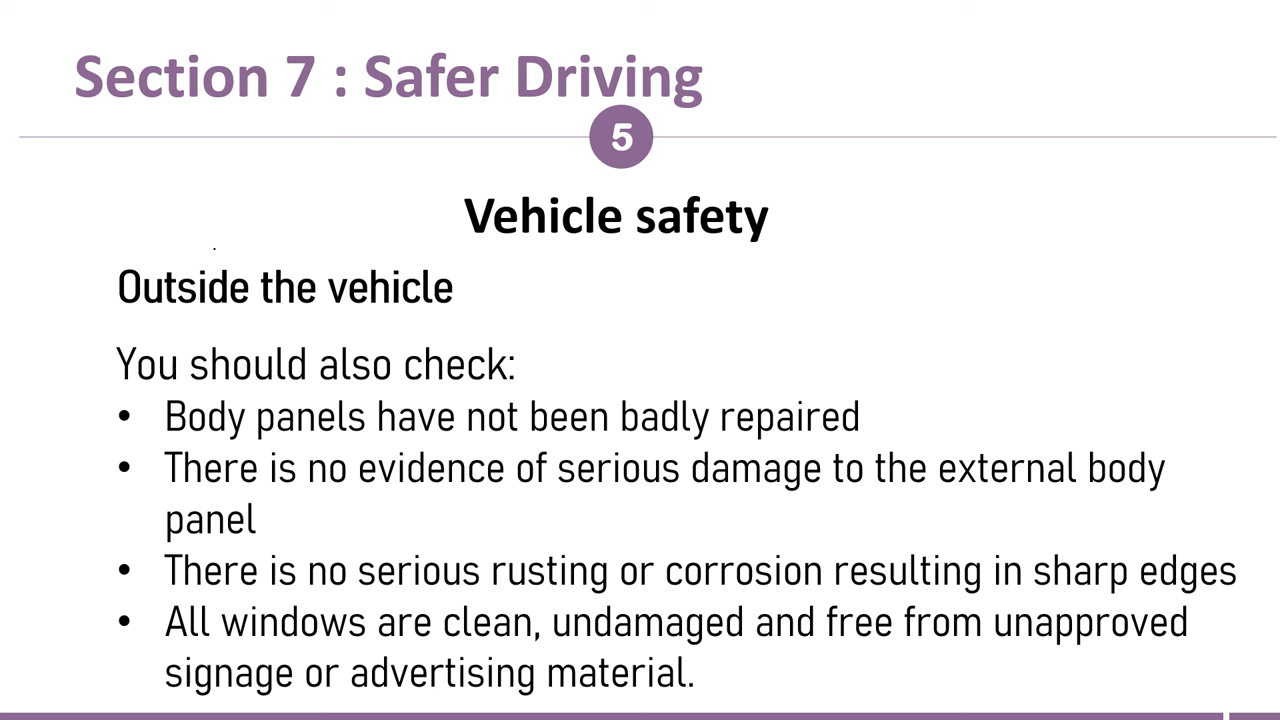 Section 7 : Safer Driving
5
Vehicle safety
Outside the vehicle
You should also check:
• Body panels have not been badly repaired
• There is no evidence of serious damage to the external body
panel
• There is no serious rusting or corrosion resulting in sharp edges
• All windows are clean, undamaged and free from unapproved
signage or advertising material.